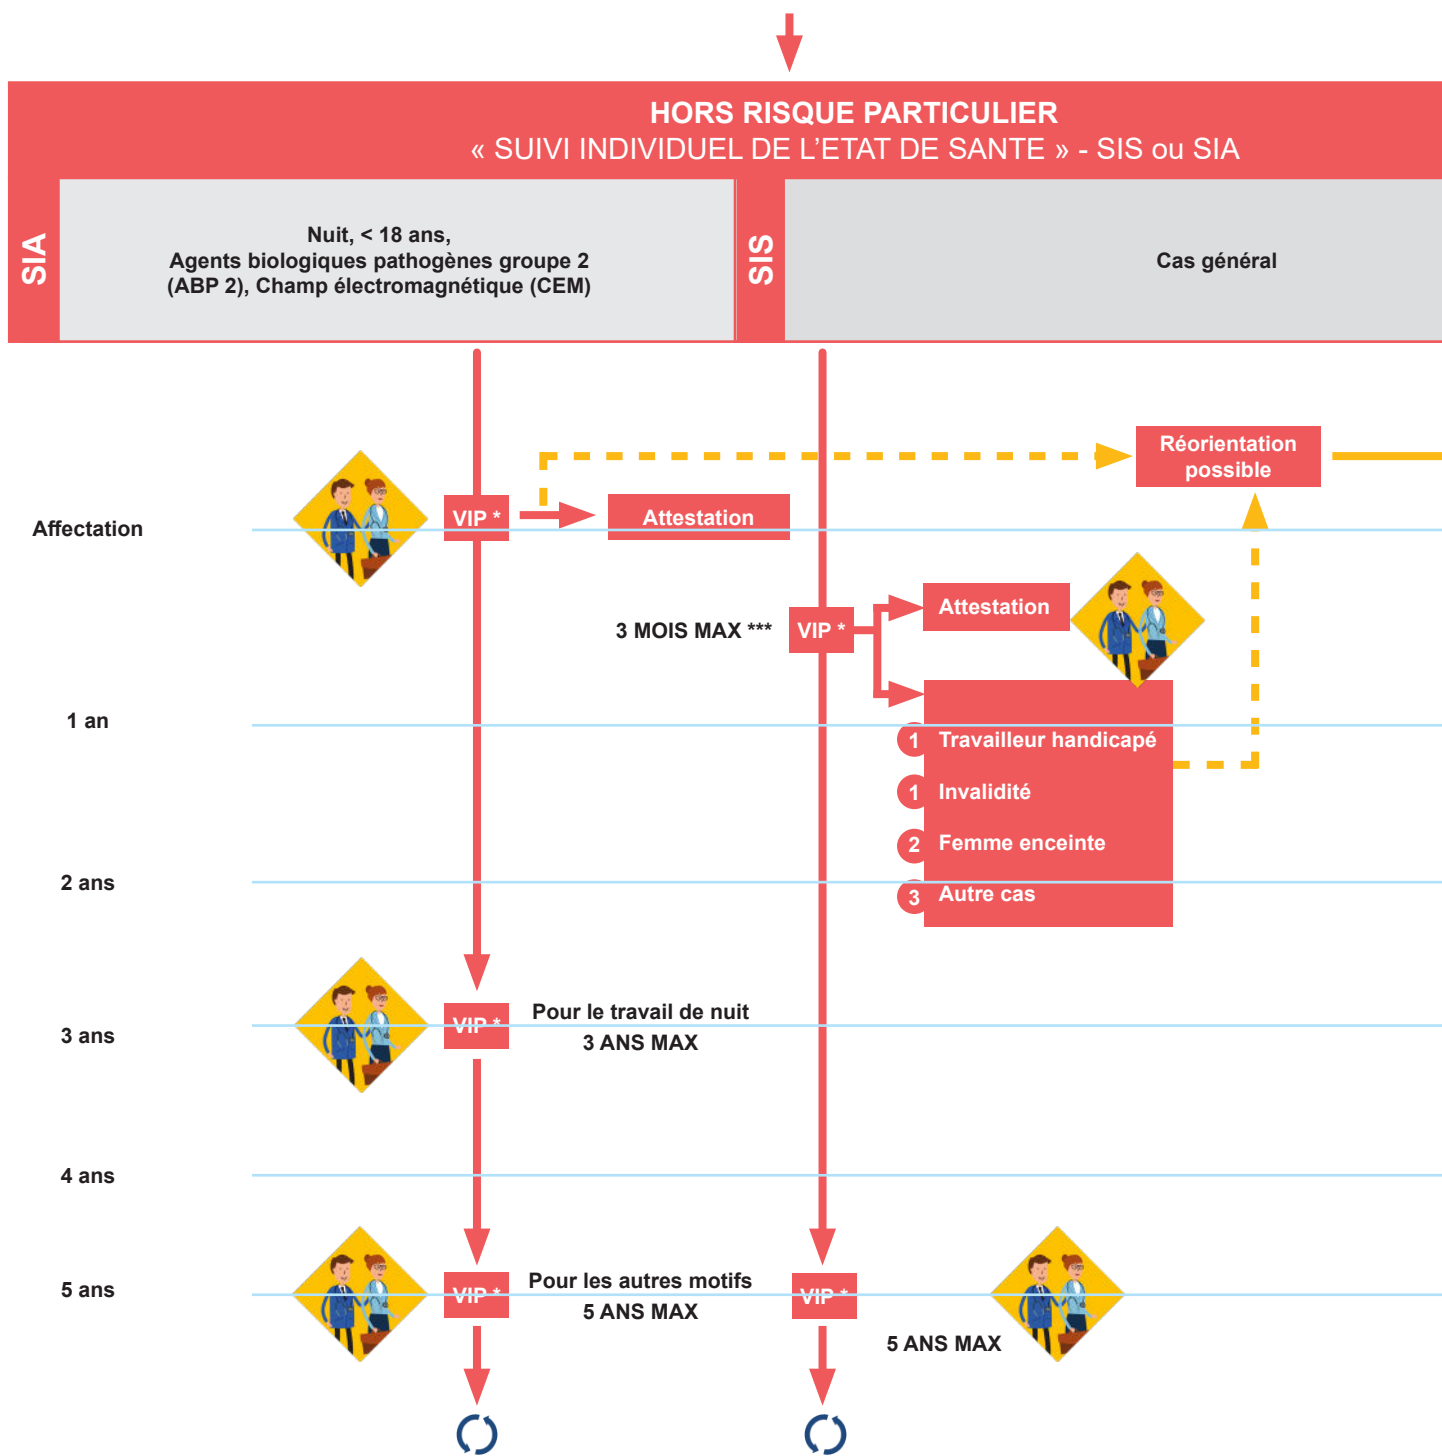 HORS RISQUE PARTICULIER
« SUIVI INDIVIDUEL DE L’ETAT DE SANTE » - SIS ou SIA
SIA
Nuit, < 18 ans,
Agents biologiques pathogènes groupe 2
(ABP 2), Champ électromagnétique (CEM)
SIS
Cas général
Réorientation
possible
Affectation
VIP *
Attestation
3 MOIS MAX ***
VIP *
Attestation
1 an
1 Travailleur handicapé
1 Invalidité
2 Femme enceinte
2 ans
3 Autre cas
3 ans
VIP *
Pour le travail de nuit
3 ANS MAX
4 ans
5 ans
VIP *
Pour les autres motifs
5 ANS MAX
VIP *
5 ANS MAX